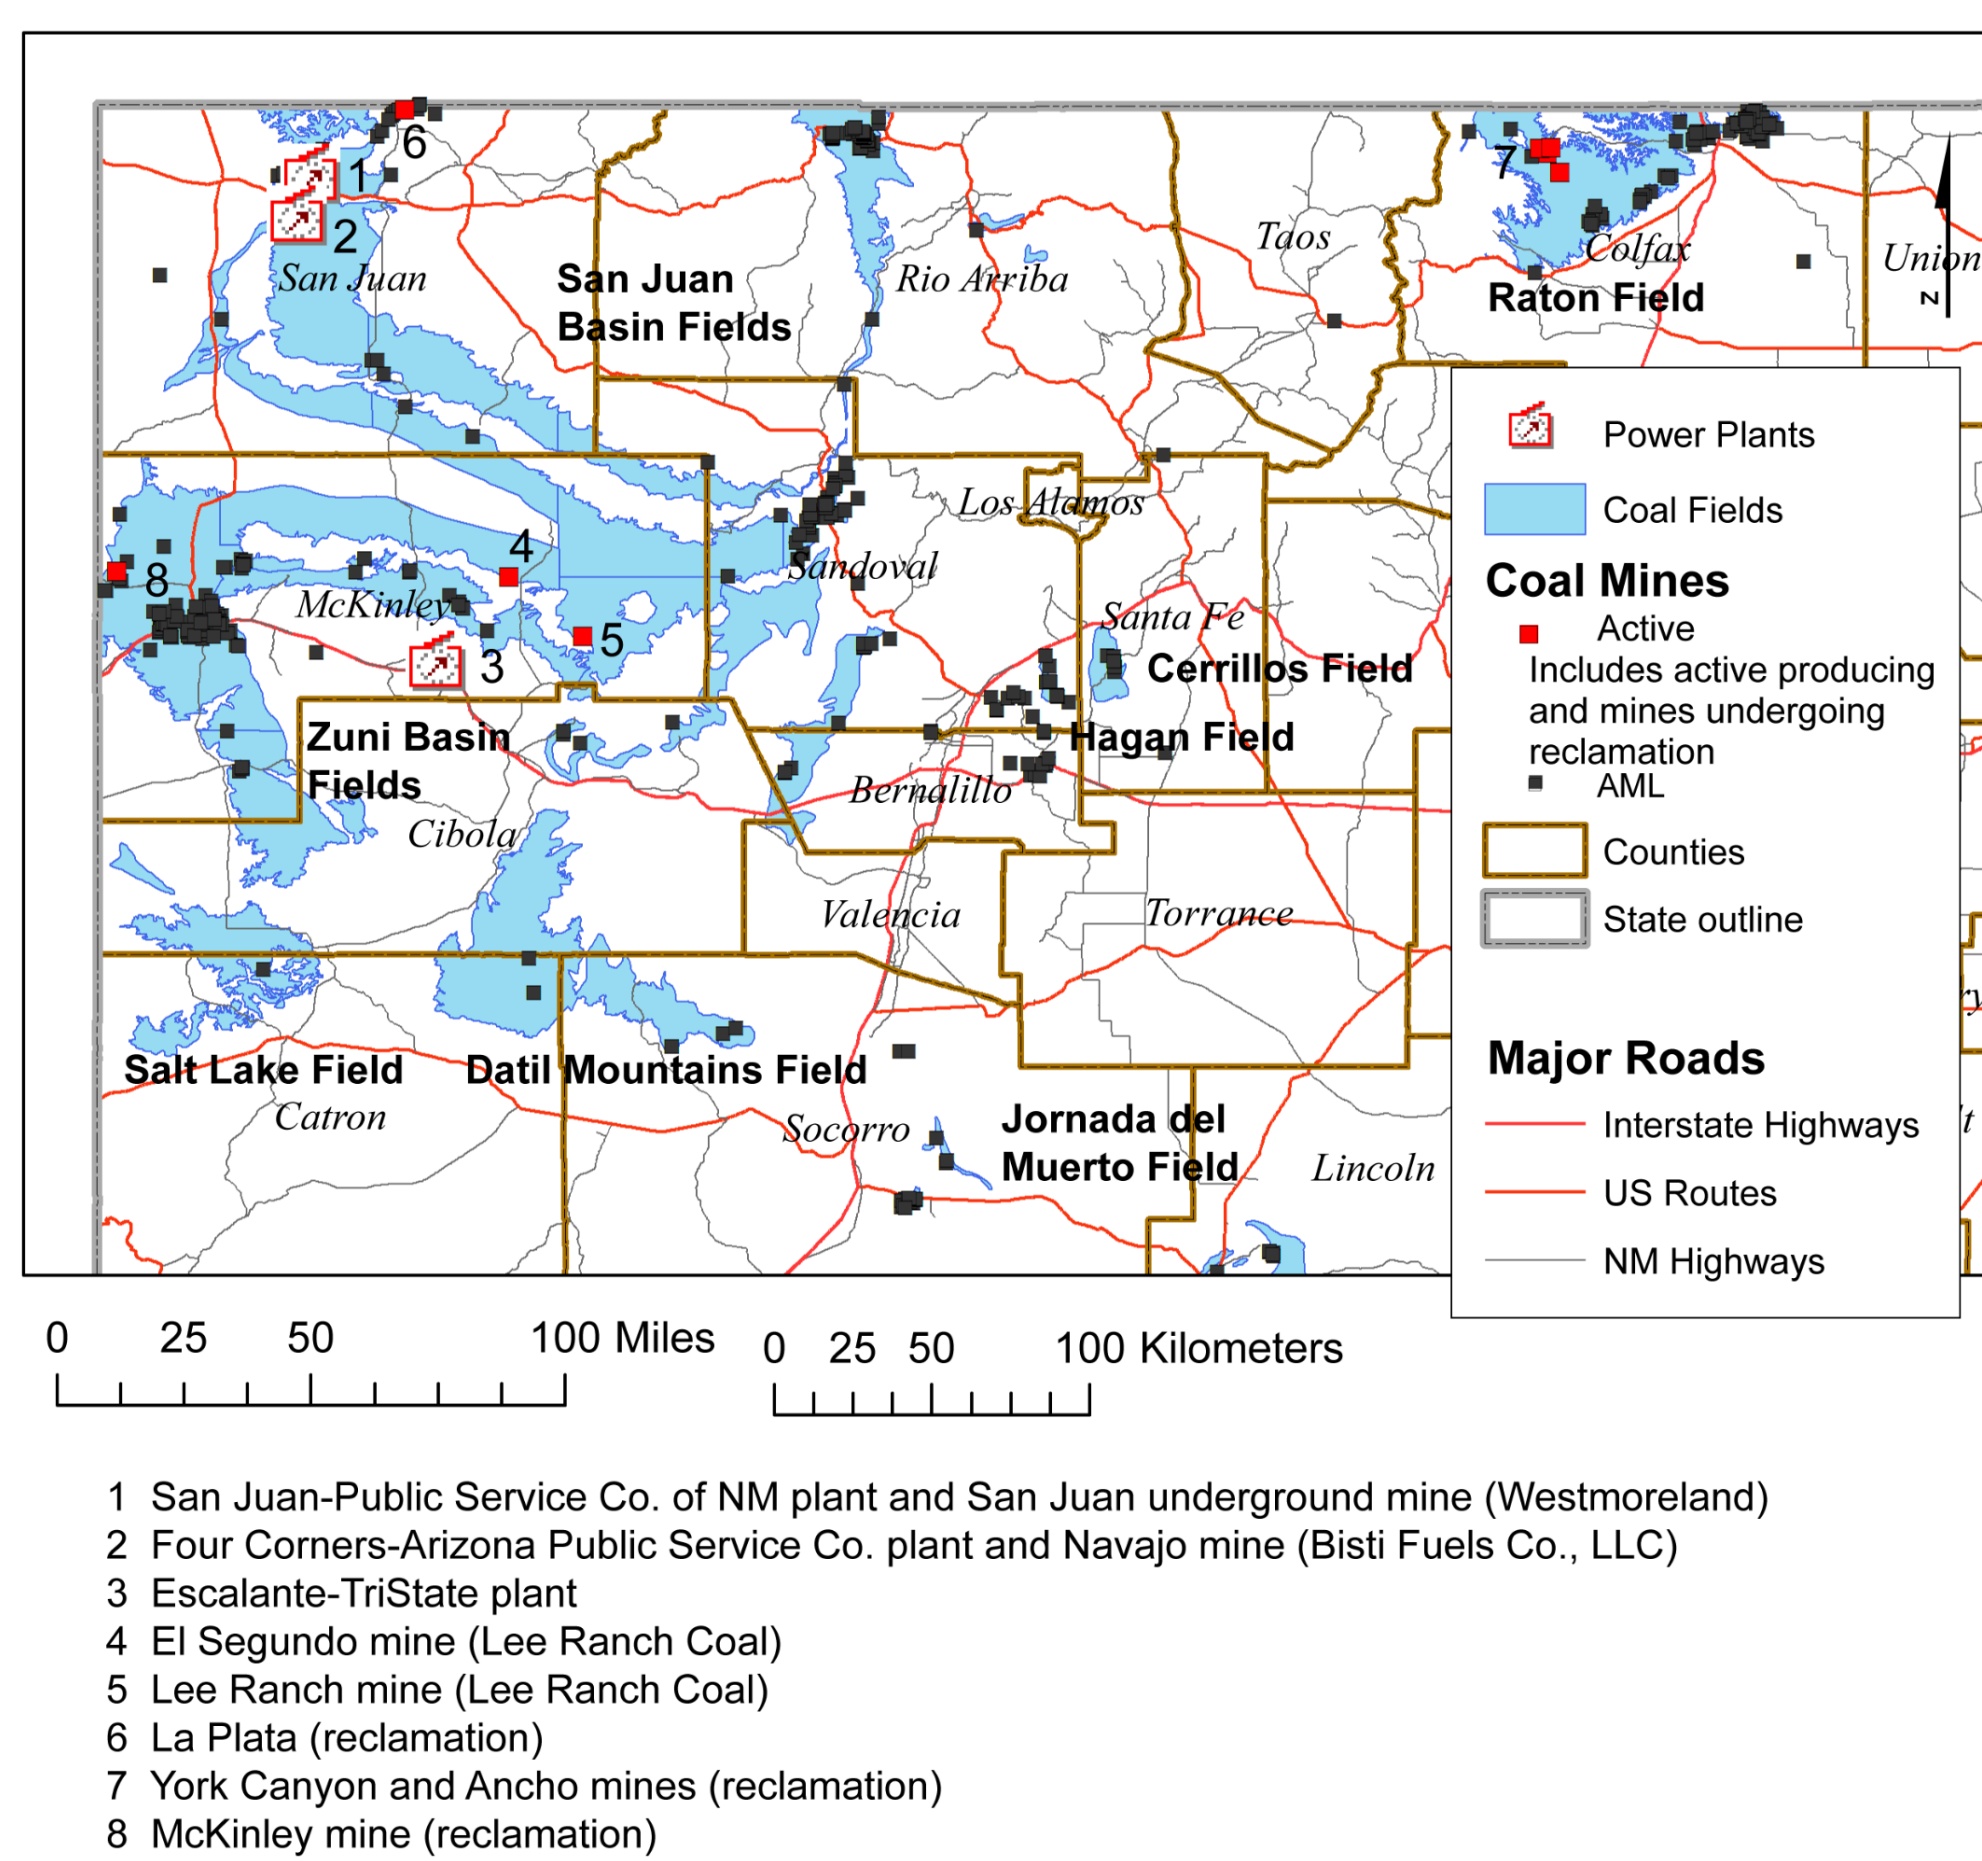 6
1
2
San Juan
San Juan
Basin Fields
Rio Arriba
Taos
7
Colfax
Raton Field
Union
N
4
8
McKinley
5
3
Los Alamos
Sandoval
Santa Fe
Cerrillos Field
Hagan Field
Zuni Basin
Fields
Bernalillo
Cibola
Valencia
Torrance
Salt Lake Field
Datil Mountains Field
Catron
Socorro
Jornada del
Muerto Field
Lincoln
Power Plants
Coal Fields
Coal Mines
Active
Includes active producing
and mines undergoing
reclamation
AML
Counties
State outline
Major Roads
Interstate Highways
US Routes
NM Highways
ry
lt
0 25 50 100 Miles
0 25 50 100 Kilometers
1 San Juan-Public Service Co. of NM plant and San Juan underground mine (Westmoreland)
2 Four Corners-Arizona Public Service Co. plant and Navajo mine (Bisti Fuels Co., LLC)
3 Escalante-TriState plant
4 El Segundo mine (Lee Ranch Coal)
5 Lee Ranch mine (Lee Ranch Coal)
6 La Plata (reclamation)
7 York Canyon and Ancho mines (reclamation)
8 McKinley mine (reclamation)